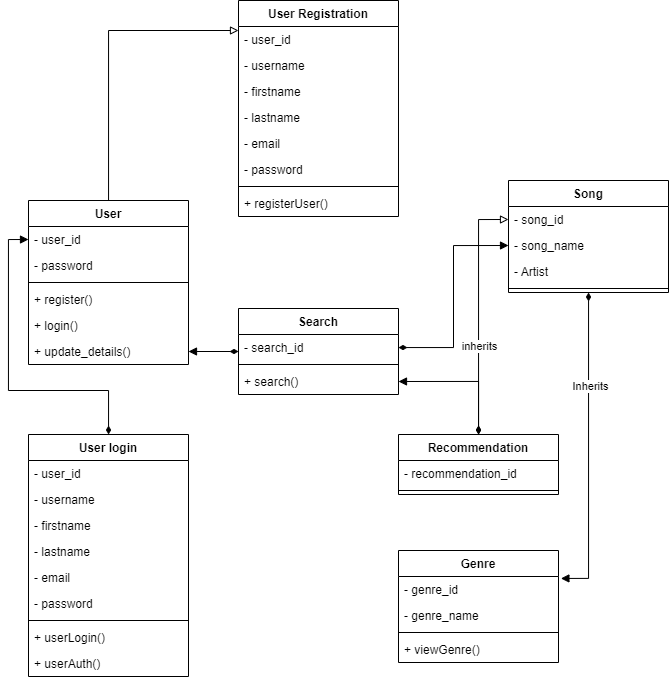 User Registration
- user_id
- username
- firstname
- lastname
- email
- password
+ registerUser()
User
- user_id
- password
+ register()
+ login()
+ update_details()
Song
- song_id
- song_name
- Artist
Search
- search_id
+ search()
inherits
Inherits
User login
- user_id
- username
- firstname
- lastname
- email
- password
+ userLogin()
+ userAuth()
Recommendation
- recommendation_id
Genre
- genre_id
- genre_name
+ viewGenre()